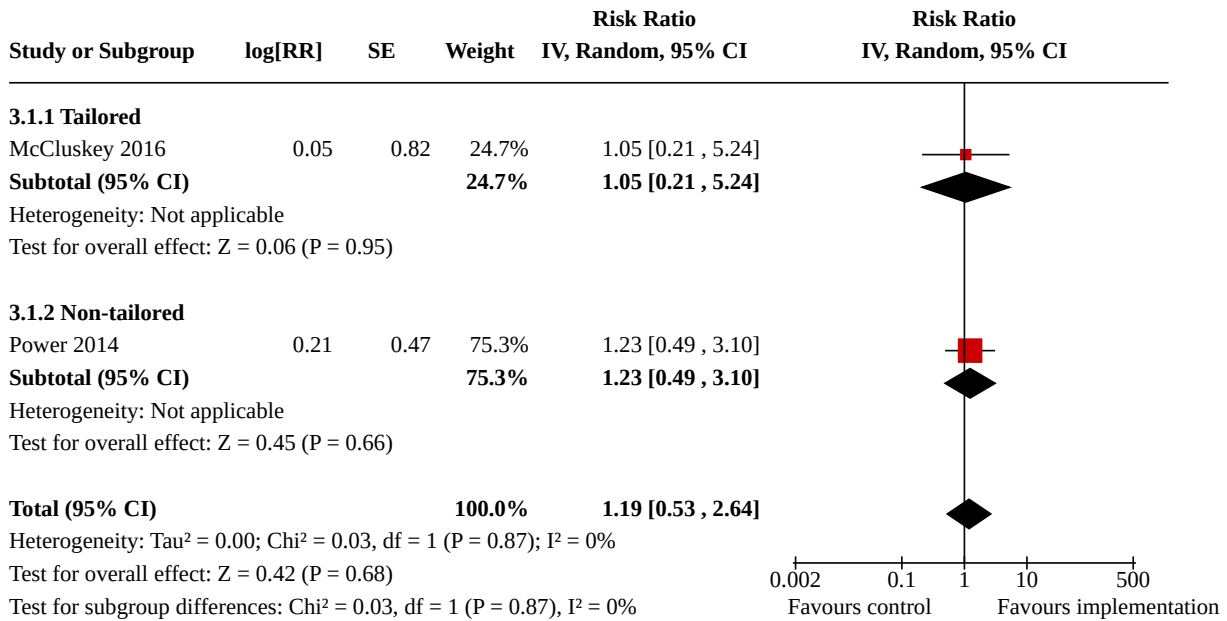 Risk Ratio Risk Ratio
Study or Subgroup log[RR] SE Weight IV, Random, 95% CI IV, Random, 95% CI
3.1.1 Tailored
McCluskey 2016 0.05 0.82 24.7% 1.05 [0.21 , 5.24]
Subtotal (95% CI) 24.7% 1.05 [0.21 , 5.24]
Heterogeneity: Not applicable
Test for overall effect: Z = 0.06 (P = 0.95)
3.1.2 Non-tailored
Power 2014 0.21 0.47 75.3% 1.23 [0.49 , 3.10]
Subtotal (95% CI) 75.3% 1.23 [0.49 , 3.10]
Heterogeneity: Not applicable
Test for overall effect: Z = 0.45 (P = 0.66)
Total (95% CI) 100.0% 1.19 [0.53 , 2.64]
Heterogeneity: Tau² = 0.00; Chi² = 0.03, df = 1 (P = 0.87); I² = 0%
Test for overall effect: Z = 0.42 (P = 0.68) 0.002 0.1 1 10 500
Test for subgroup differences: Chi² = 0.03, df = 1 (P = 0.87), I² = 0% Favours control Favours implementation